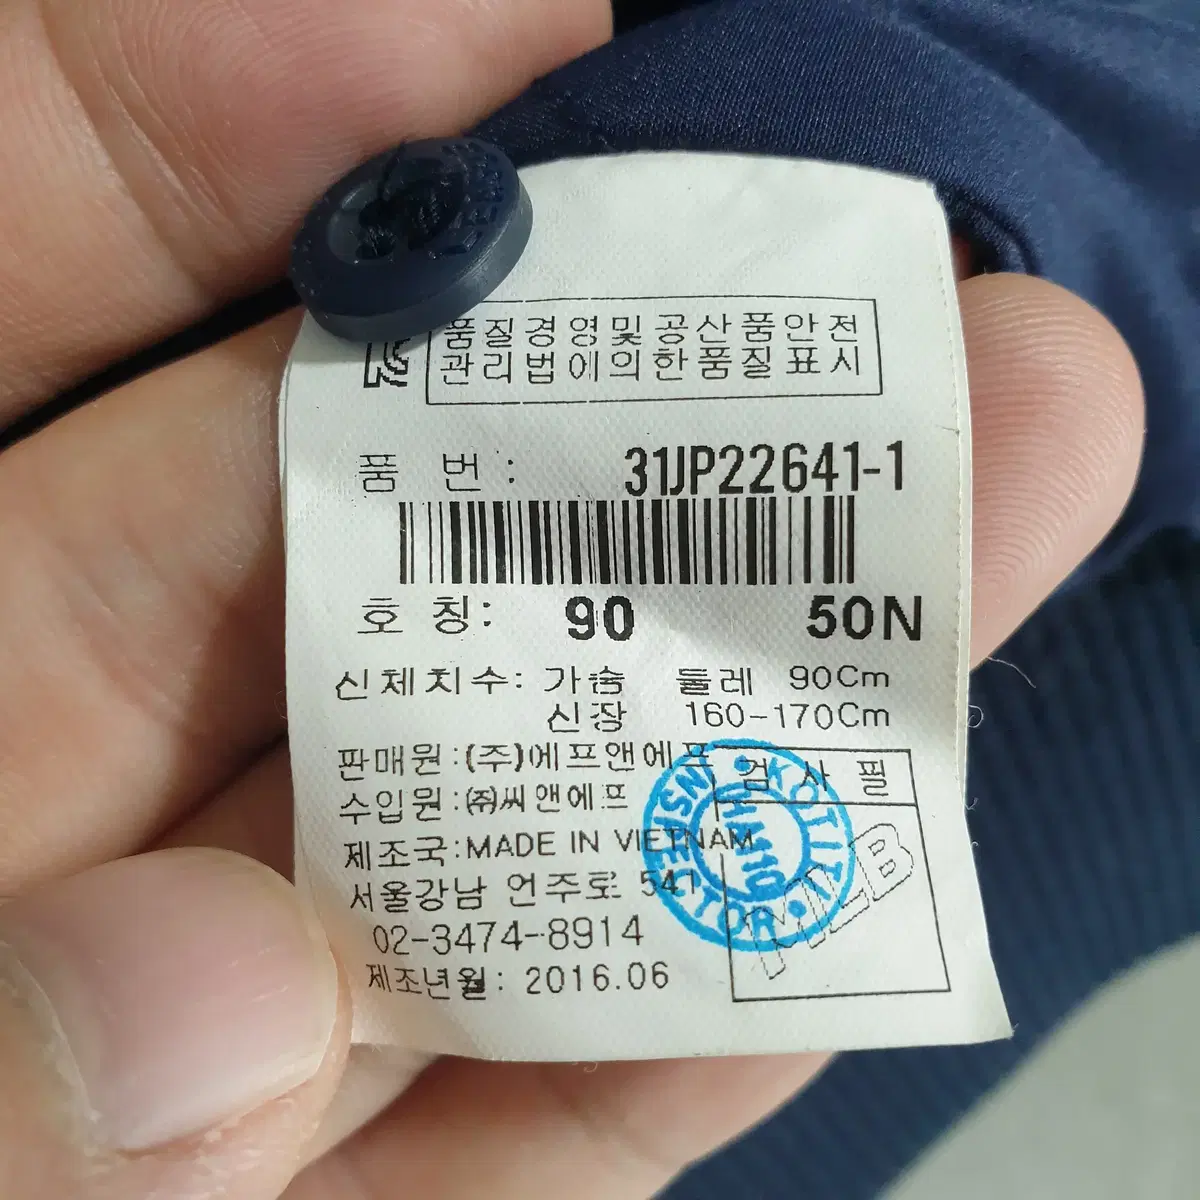 품질경영및공산품안전
관리법에의한품질표시
품 번 : 31JP22641-1
호 칭: 90 50N
신체치수: 가슴 둘레 90Cm
신장 160-170Cm
판매원:(주)에프앤에프
수입원:㈜씨앤에프
제조국:MADE IN VIETNAM
서울강남 언주로 541
02-3474-8914
제조년월: 2016.06
검 사 필
MLB
KOTITI
INSPECTOR